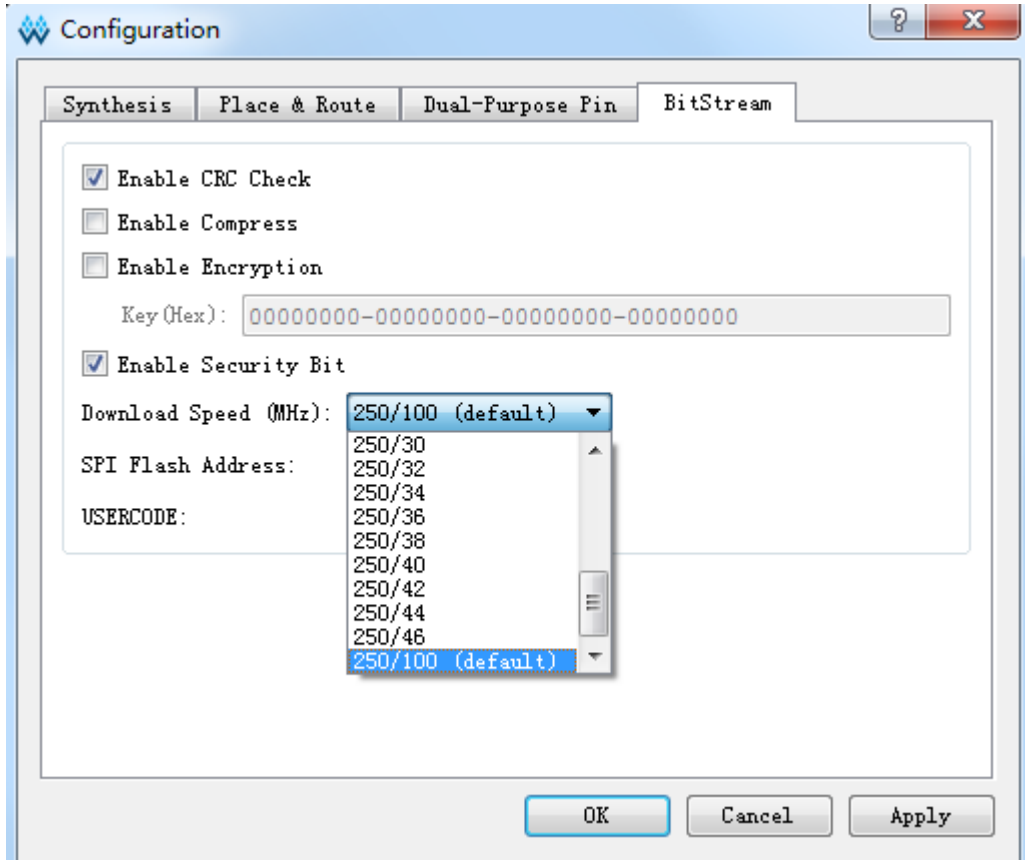 Configuration
Synthesis Place & Route Dual-Purpose Pin BitStream
Enable CRC Check
Enable Compress
Enable Encryption
Key(Hex): 00000000-00000000-00000000-00000000
Enable Security Bit
Download Speed (MHz): 250/100 (default)
250/30
250/32
SPI Flash Address:
250/34
250/36
USERCODE:
250/38
250/40
250/42
250/44
250/46
250/100 (default)
OK Cancel Apply